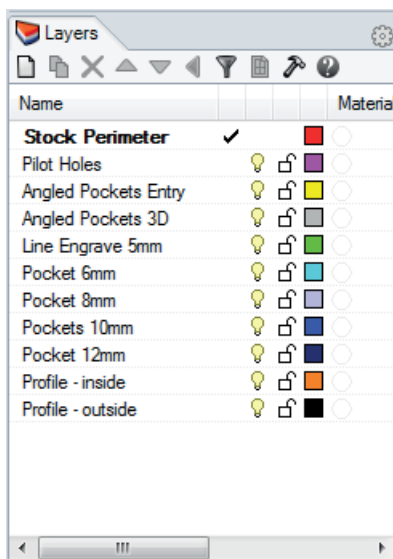 Layers
Name Material
Stock Perimeter
Pilot Holes
Angled Pockets Entry
Angled Pockets 3D
Line Engrave 5mm
Pocket 6mm
Pocket 8mm
Pockets 10mm
Pocket 12mm
Profile - inside
Profile - outside